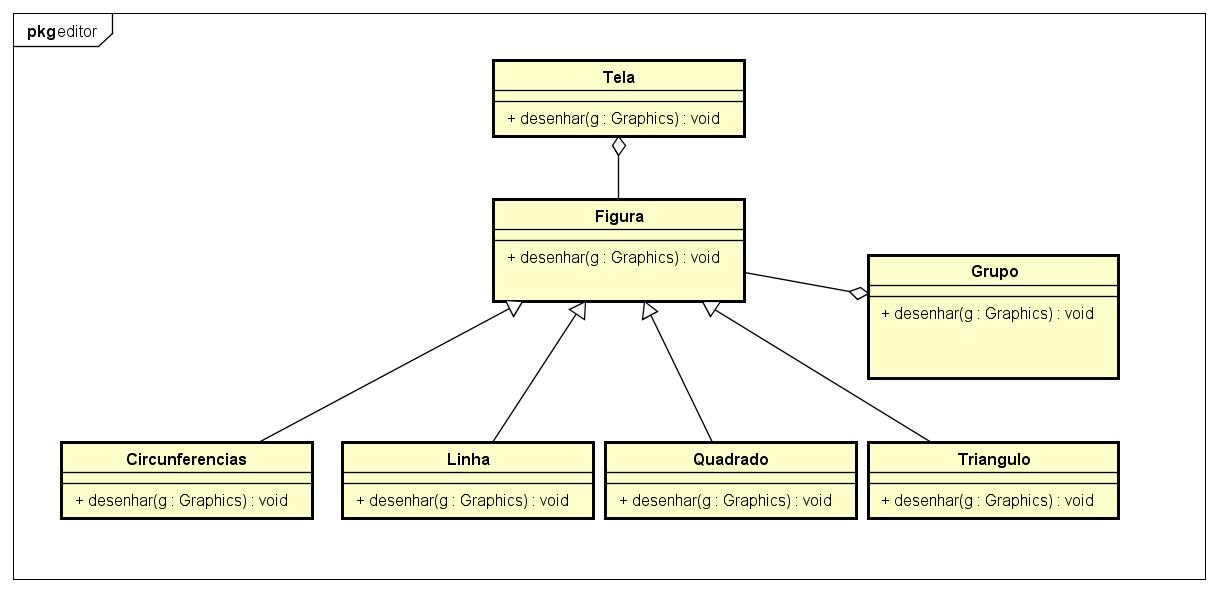 pkg editor
Tela
+ desenhar(g : Graphics) : void
Figura
+ desenhar(g : Graphics) : void
Grupo
+ desenhar(g : Graphics) : void
Circunferencias
+ desenhar(g : Graphics) : void
Linha
+ desenhar(g : Graphics) : void
Quadrado
+ desenhar(g : Graphics) : void
Triangulo
+ desenhar(g : Graphics) : void